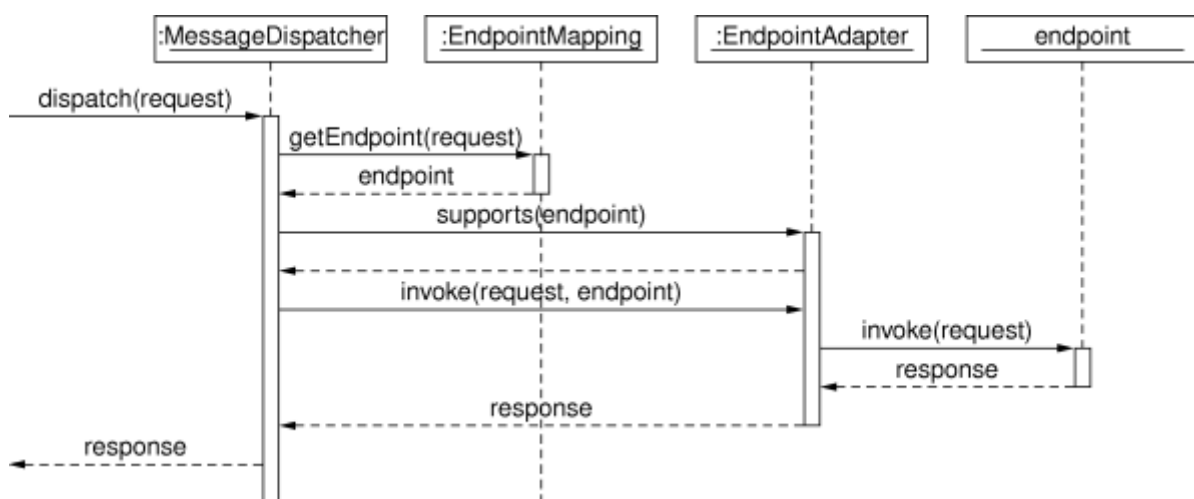 :MessageDispatcher
:EndpointMapping
:EndpointAdapter
endpoint
dispatch(request)
getEndpoint(request)
endpoint
supports(endpoint)
invoke(request, endpoint)
invoke(request)
response
response
response